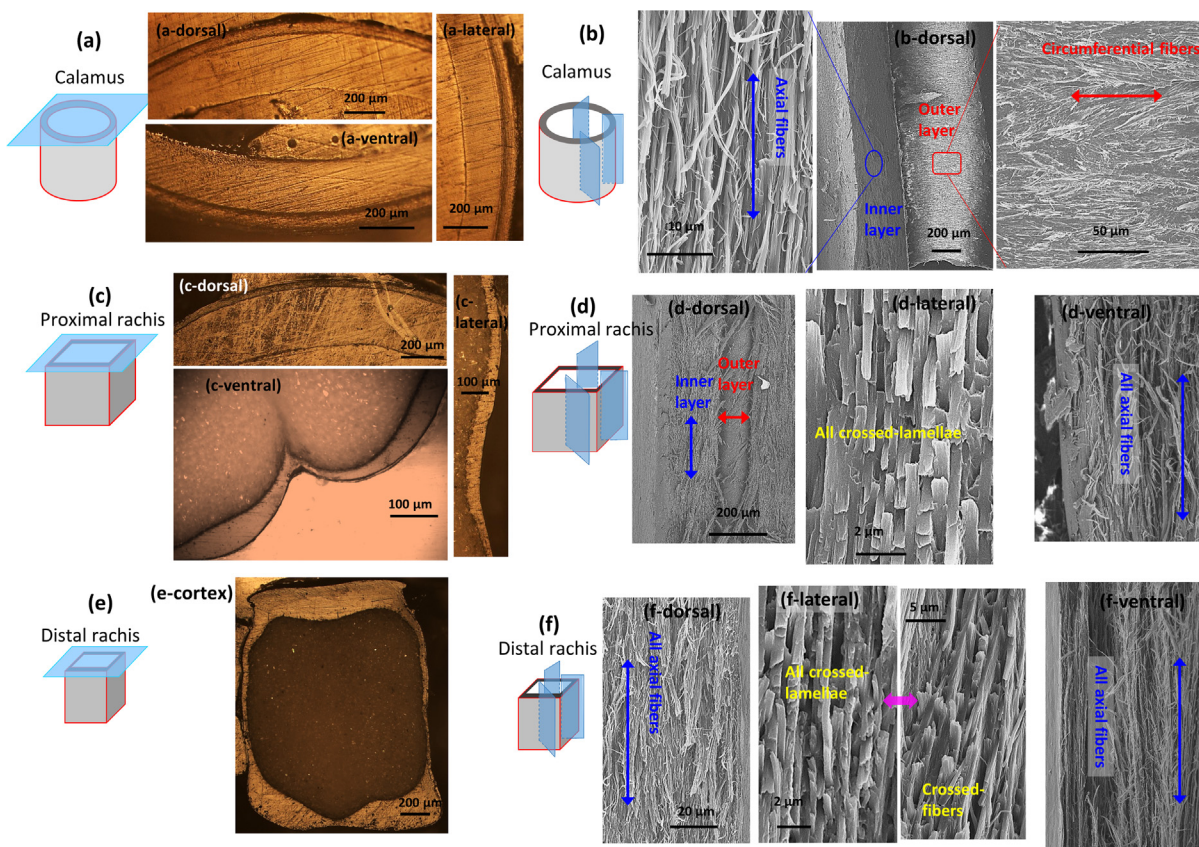 (a)
Calamus
(a-dorsal)
200 µm
(a-ventral)
200 µm
(a-lateral)
200 µm
(b)
Calamus
Axial fibers
10 µm
(b-dorsal)
Outer
layer
Inner
layer
200 µm
Circumferential fibers
50 µm
(c)
Proximal rachis
(c-dorsal)
200 µm
(c-ventral)
100 µm
(c-
lateral)
100 µm
(d)
Proximal rachis
(d-dorsal)
Inner
layer
Outer
layer
200 µm
(d-lateral)
All crossed-lamellae
2 µm
(d-ventral)
All axial fibers
(e)
Distal rachis
(e-cortex)
200 µm
(f)
Distal rachis
(f-dorsal)
All axial fibers
20 µm
(f-lateral)
All crossed-
lamellae
2 µm
5 µm
Crossed-
fibers
(f-ventral)
All axial fibers